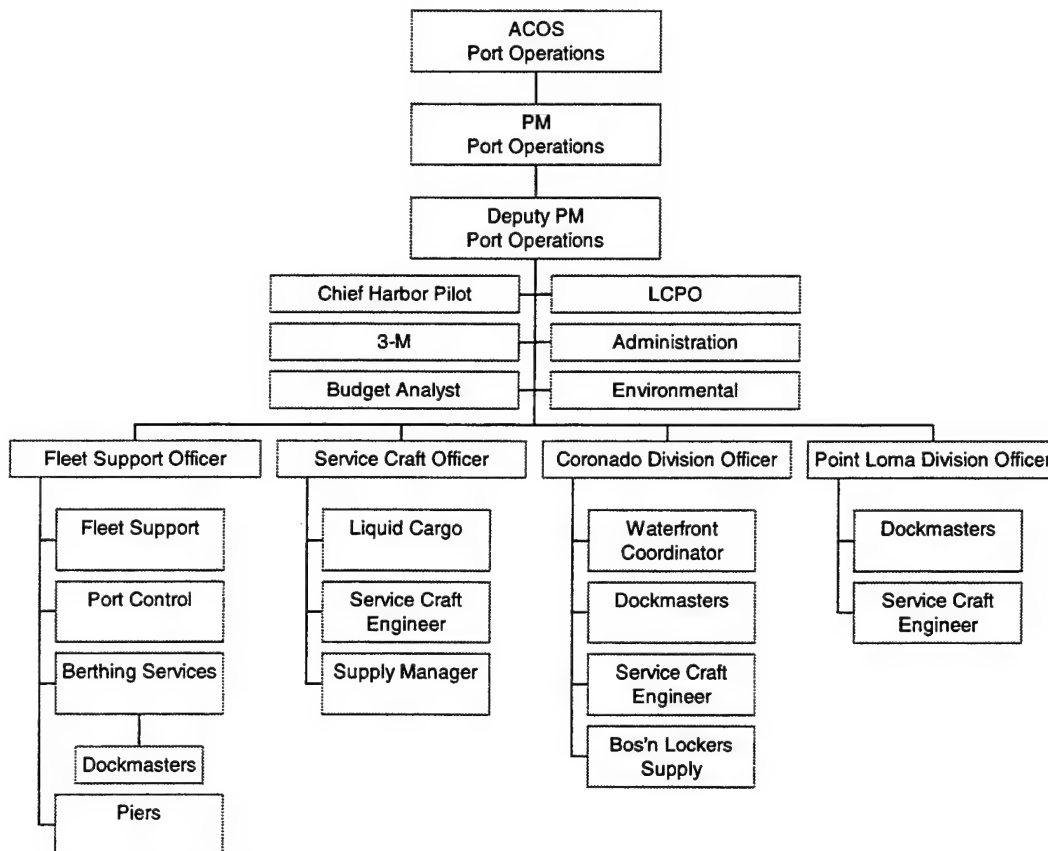 ACOS
Port Operations
PM
Port Operations
Deputy PM
Port Operations
Chief Harbor Pilot
LCPO
3-M
Administration
Budget Analyst
Environmental
Fleet Support Officer
Service Craft Officer
Coronado Division Officer
Point Loma Division Officer
Fleet Support
Port Control
Berthing Services
Dockmasters
Piers
Liquid Cargo
Service Craft
Engineer
Supply Manager
Waterfront
Coordinator
Dockmasters
Service Craft
Engineer
Bos'n Lockers
Supply
Dockmasters
Service Craft
Engineer